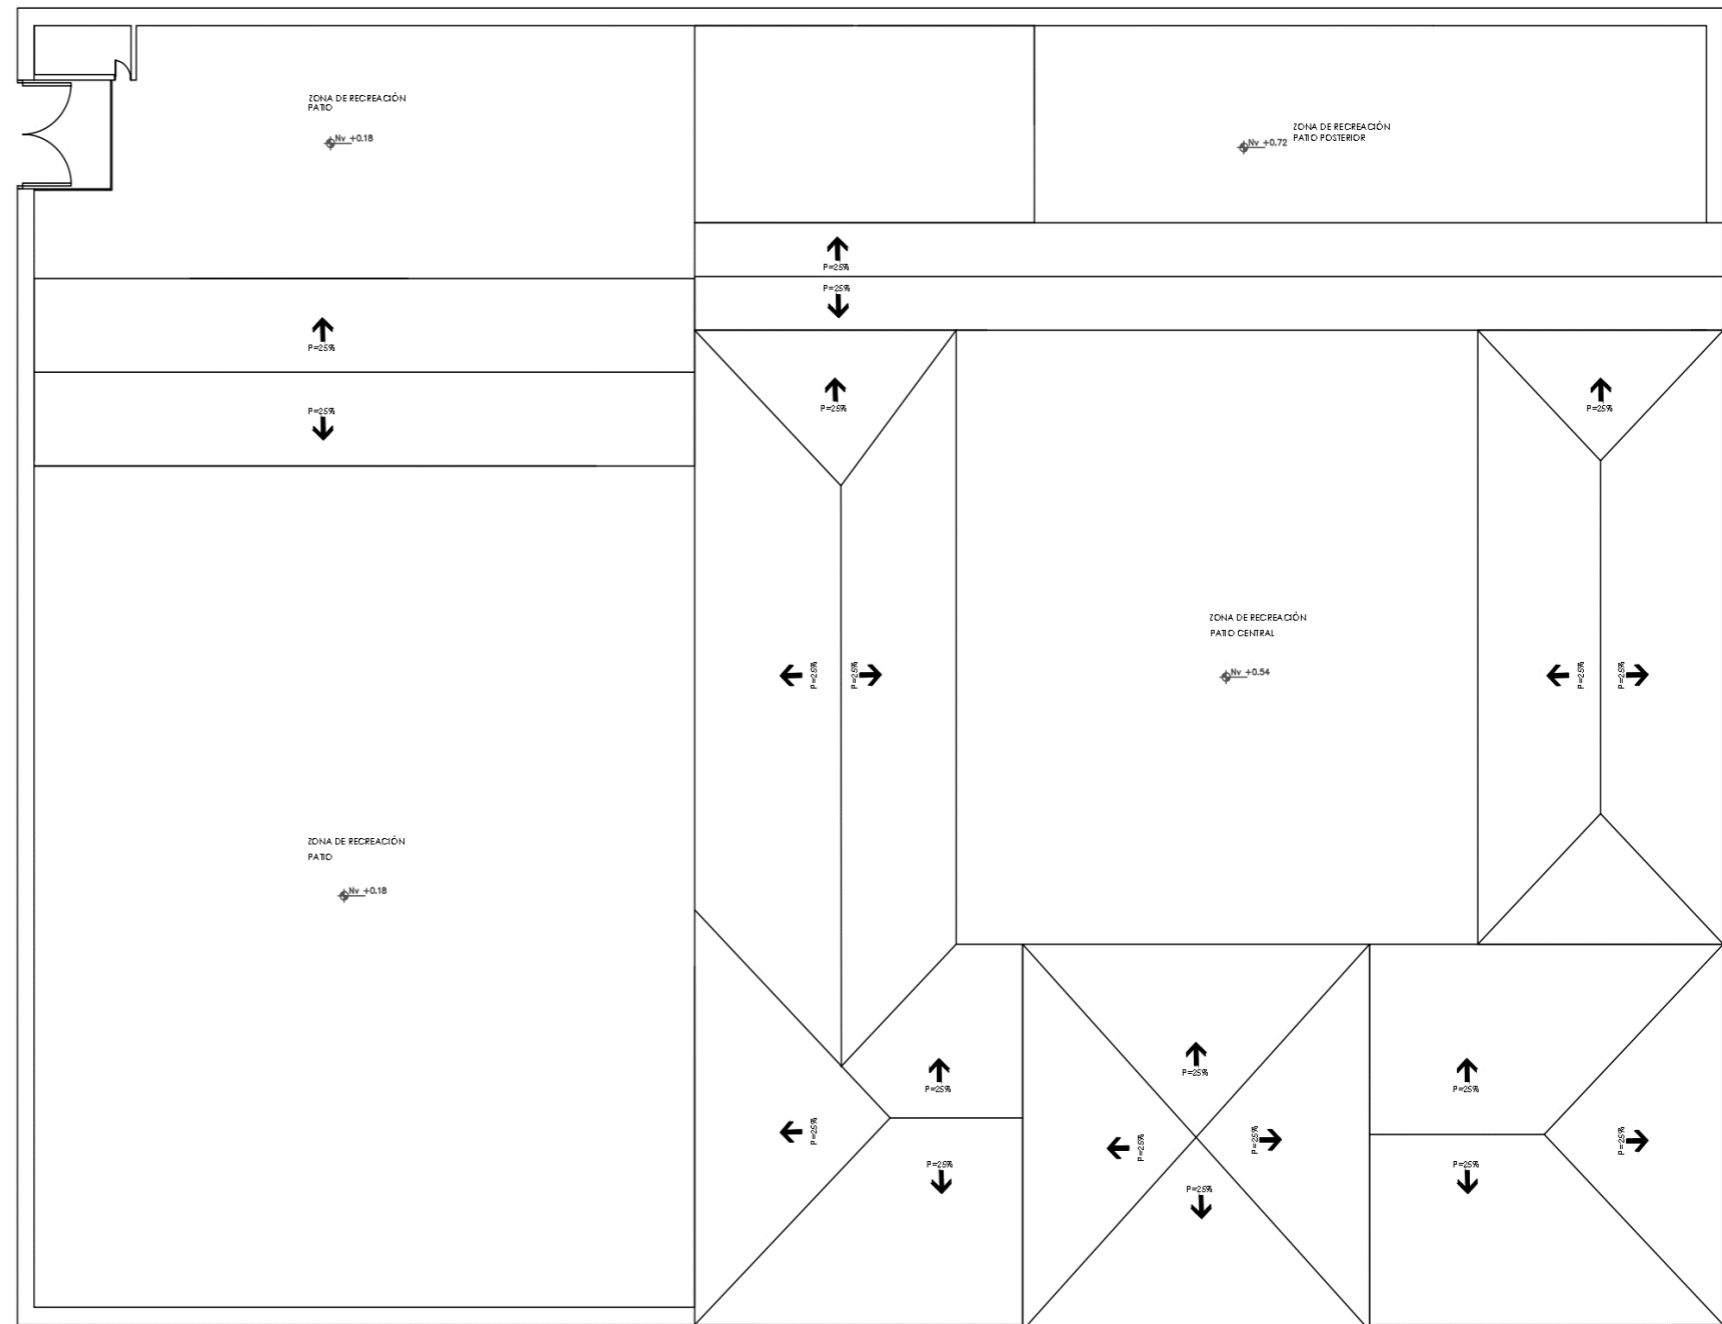 ZONA DE RECREACIÓN
PATIO
Nv +0.18
ZONA DE RECREACIÓN
PATIO POSTERIOR
Nv +0.72
P=25%
P=25%
P=25%
P=25%
P=25%
P=25%
ZONA DE RECREACIÓN
PATIO CENTRAL
Nv +0.54
P=25%
P=25%
P=25%
P=25%
ZONA DE RECREACIÓN
PATIO
Nv +0.18
P=25%
P=25%
P=25%
P=25%
P=25%
P=25%
P=25%
P=25%
P=25%
P=25%